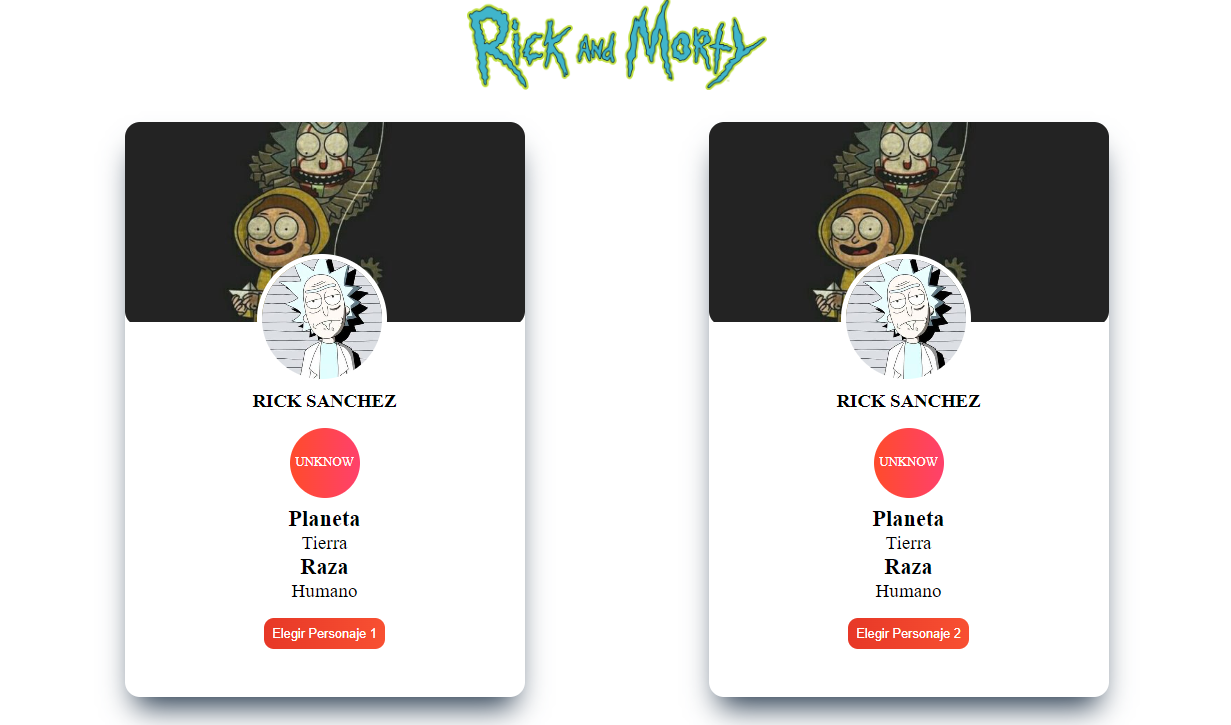 Rick and Morty
RICK SANCHEZ
UNKNOW
Planeta
Tierra
Raza
Humano
Elegir Personaje 1
RICK SANCHEZ
UNKNOW
Planeta
Tierra
Raza
Humano
Elegir Personaje 2